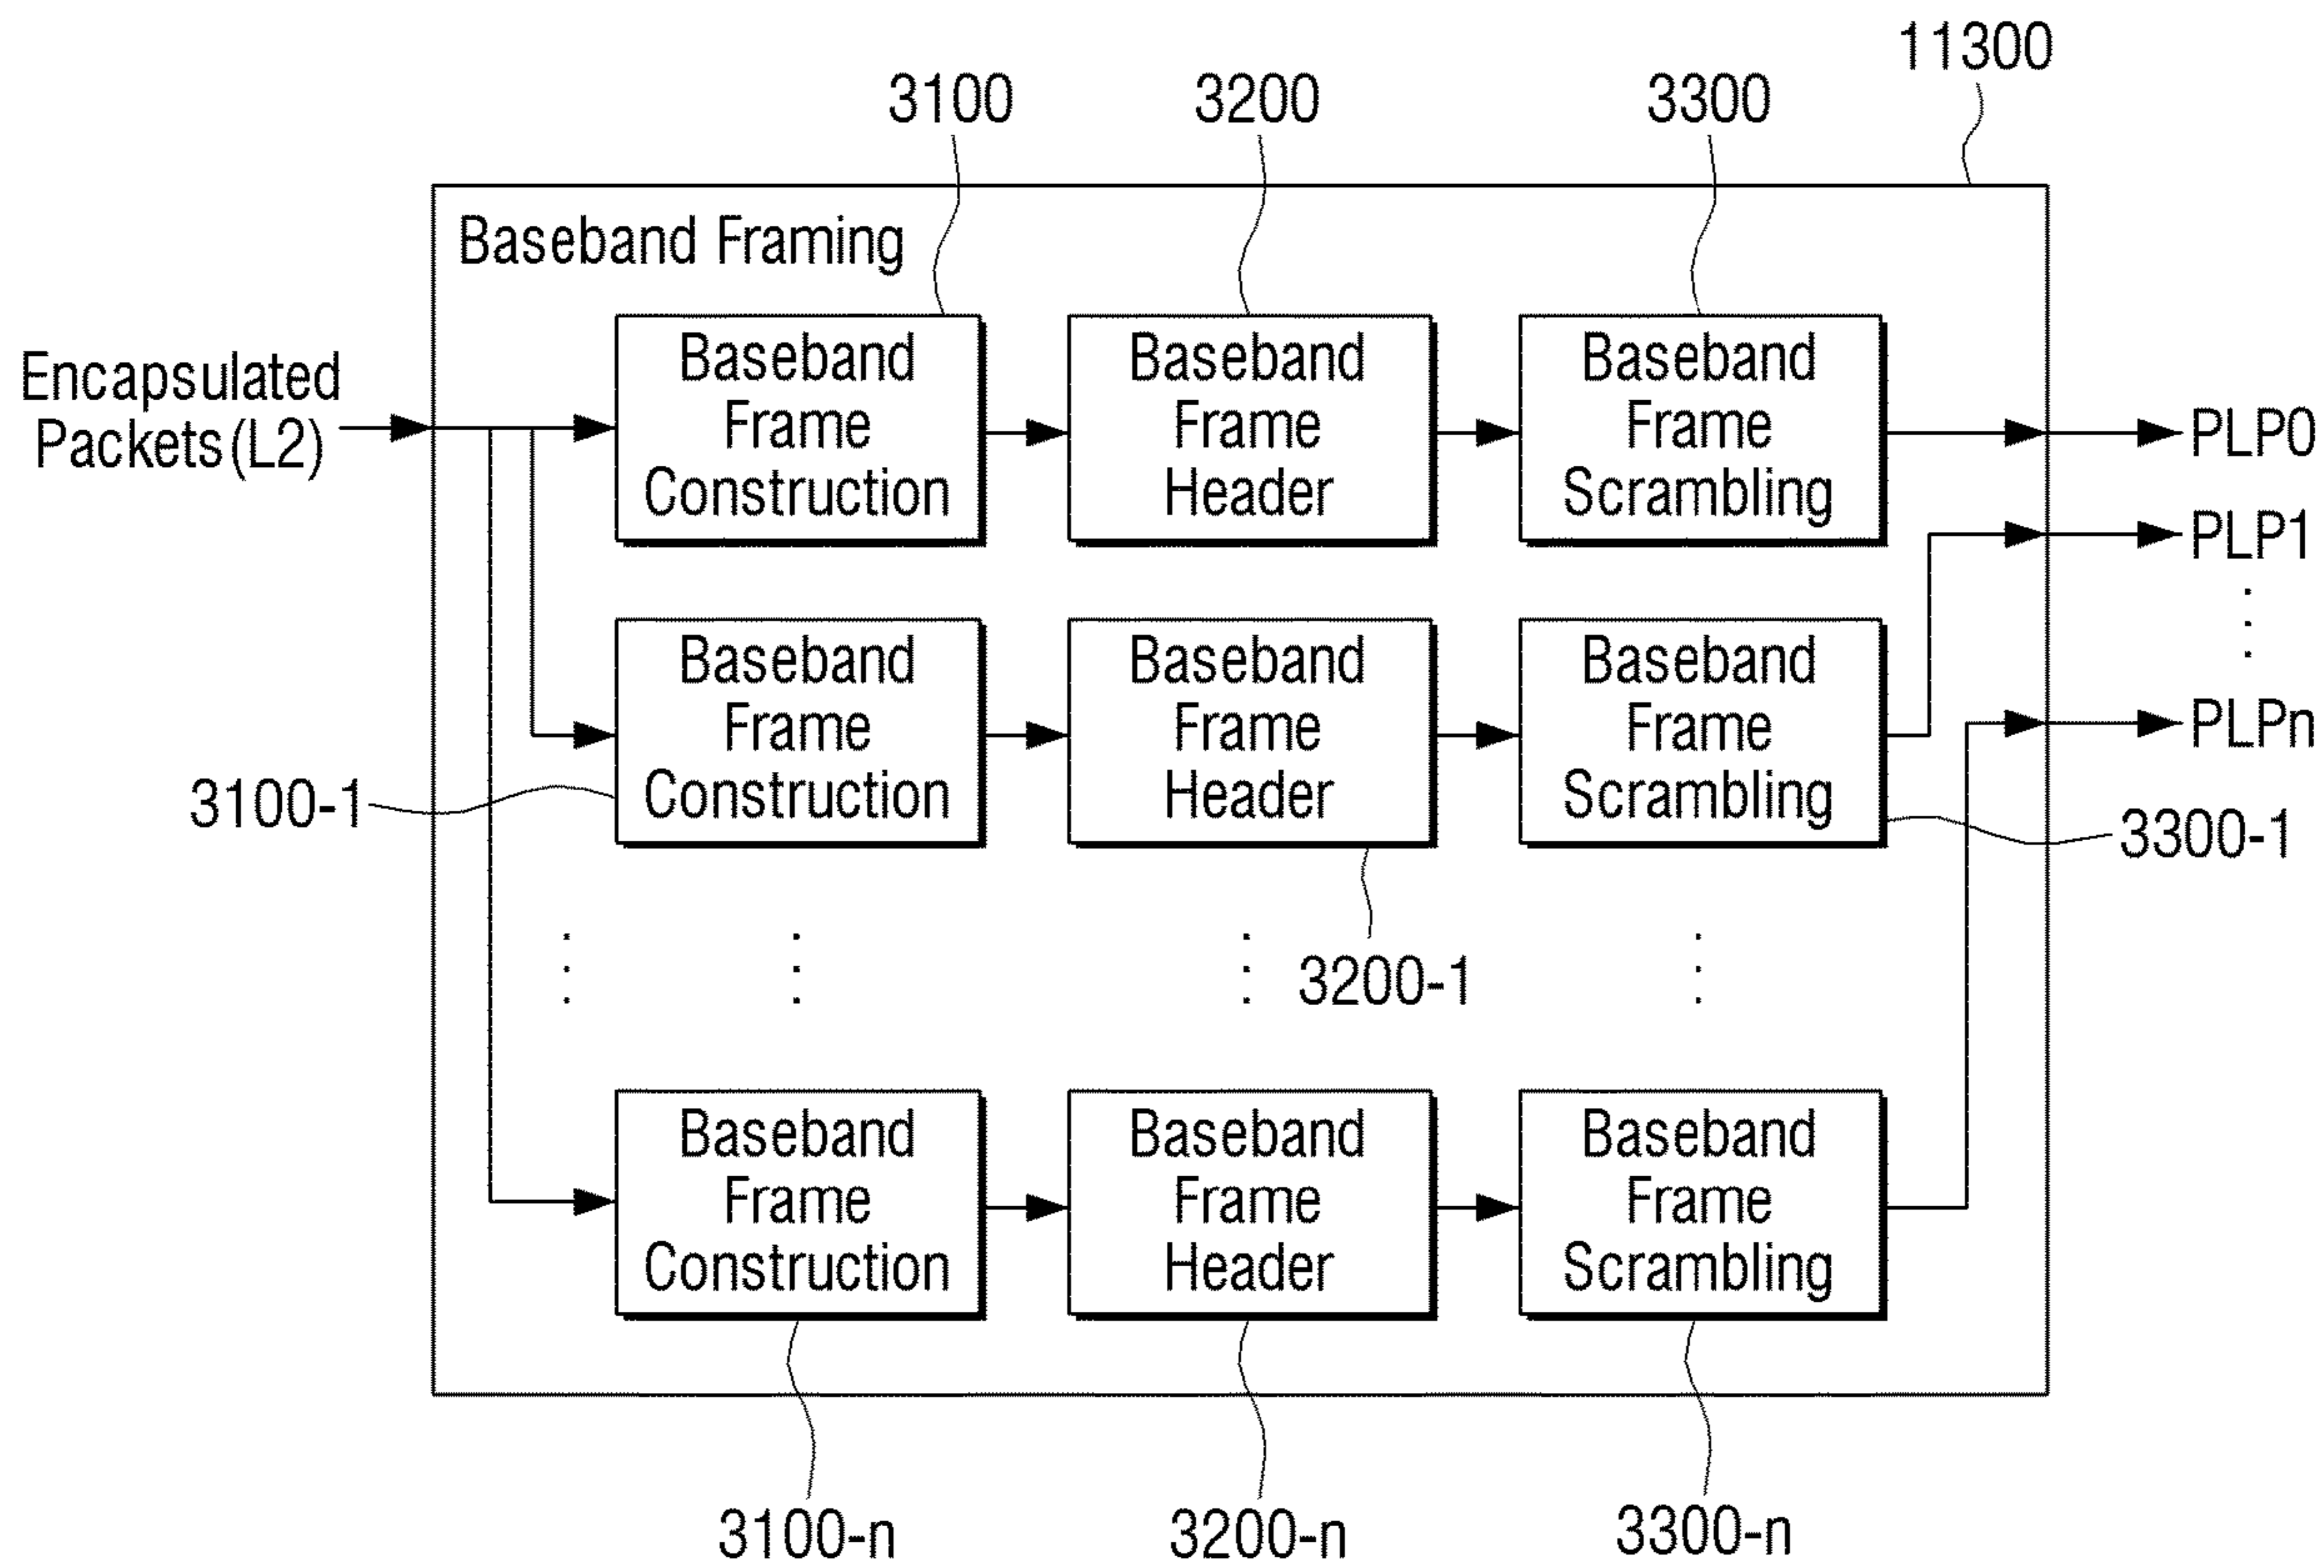 11300
3100
3200
3300
Baseband Framing
Encapsulated
Packets(L2)
Baseband
Frame
Construction
Baseband
Frame
Header
Baseband
Frame
Scrambling
PLP0
PLP1
PLPn
Baseband
Frame
Construction
Baseband
Frame
Header
Baseband
Frame
Scrambling
3100-1
3300-1
3200-1
Baseband
Frame
Construction
Baseband
Frame
Header
Baseband
Frame
Scrambling
3100-n
3200-n
3300-n